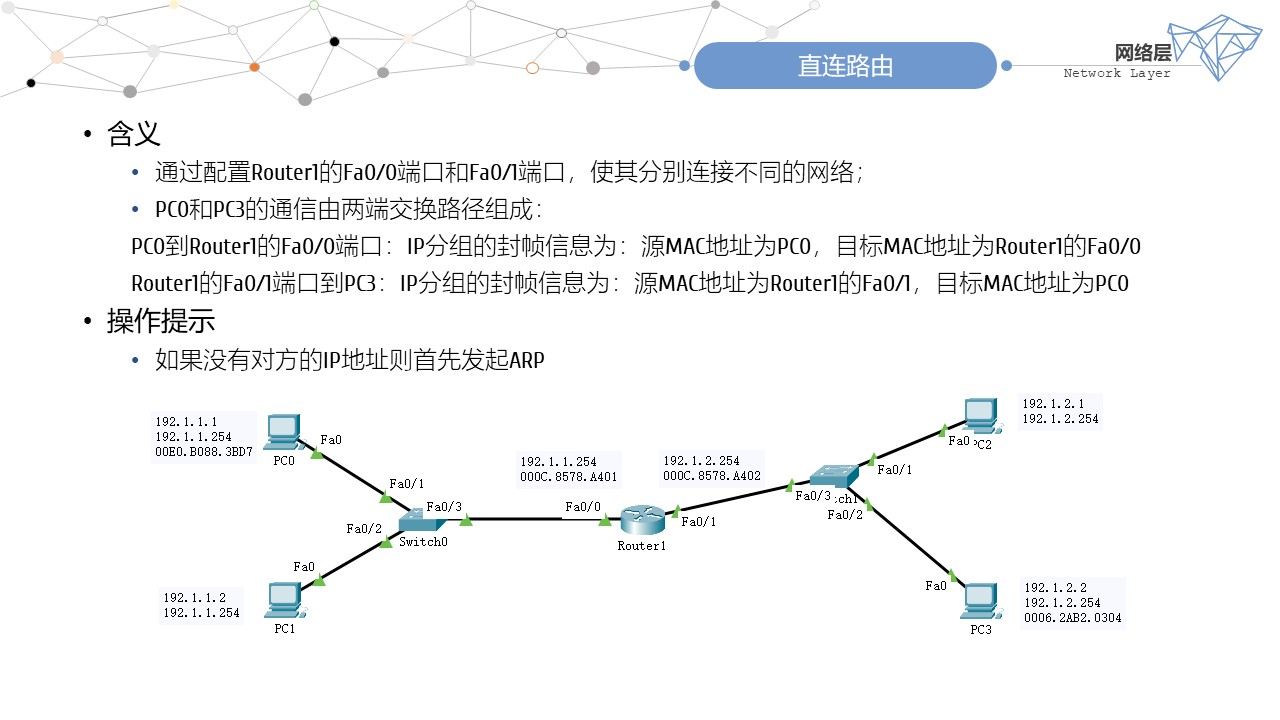 直连路由
网络层
Network Layer
• 含义
• 通过配置Router1的Fa0/0端口和Fa0/1端口，使其分别连接不同的网络；
• PC0和PC3的通信由两端交换路径组成：
PC0到Router1的Fa0/0端口：IP分组的封帧信息为：源MAC地址为PC0，目标MAC地址为Router1的Fa0/0
Router1的Fa0/1端口到PC3：IP分组的封帧信息为：源MAC地址为Router1的Fa0/1，目标MAC地址为PC0
• 操作提示
• 如果没有对方的IP地址则首先发起ARP
192.1.1.1
192.1.1.254
00E0.B088.3BD7
PC0
Fa0
Fa0/1
Fa0/2
Fa0/3
Switch0
Fa0
192.1.1.2
192.1.1.254
PC1
192.1.1.254
000C.8578.A401
Fa0/0
Router1
192.1.2.254
000C.8578.A402
Fa0/1
Fa0/3
ch1
Fa0/1
Fa0/2
Fa0
C2
192.1.2.1
192.1.2.254
Fa0
PC3
192.1.2.2
192.1.2.254
0006.2AB2.0304